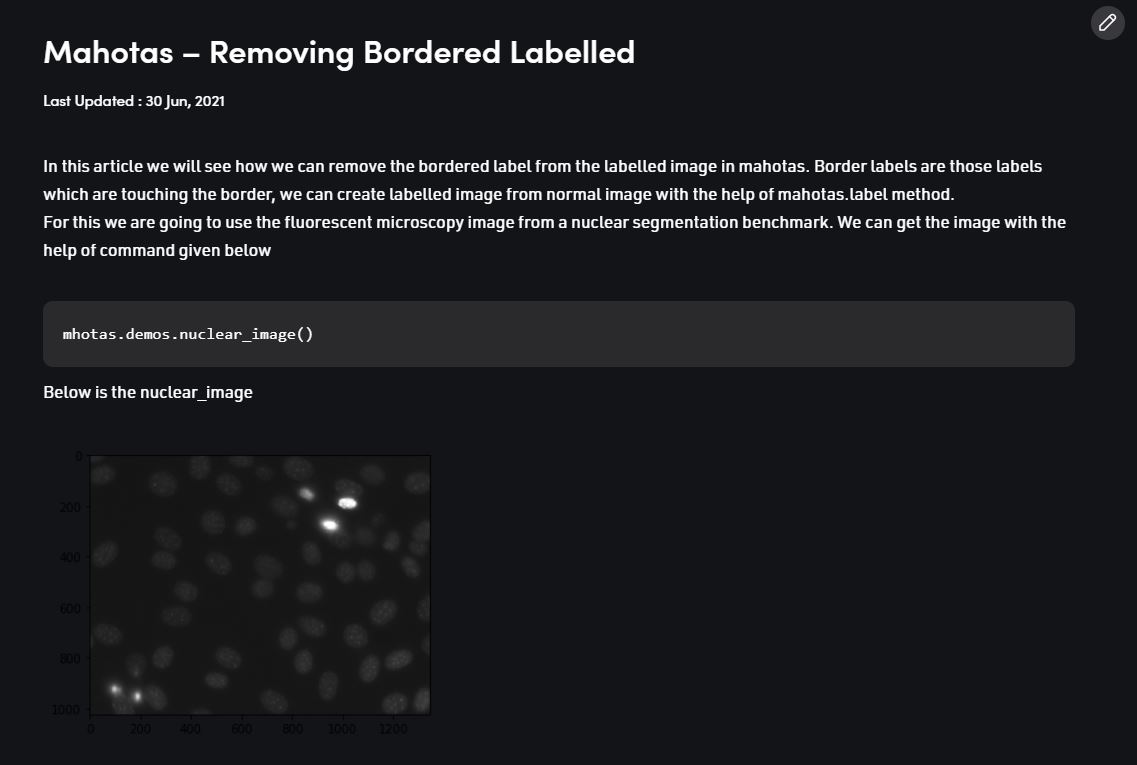 Mahotas – Removing Bordered Labelled
Last Updated : 30 Jun, 2021
In this article we will see how we can remove the bordered label from the labelled image in mahotas. Border labels are those labels
which are touching the border, we can create labelled image from normal image with the help of mahotas.label method.
For this we are going to use the fluorescent microscopy image from a nuclear segmentation benchmark. We can get the image with the
help of command given below
mhotas.demos.nuclear_image()
Below is the nuclear_image
0
200
400
600
800
1000
0 200 400 600 800 1000 1200